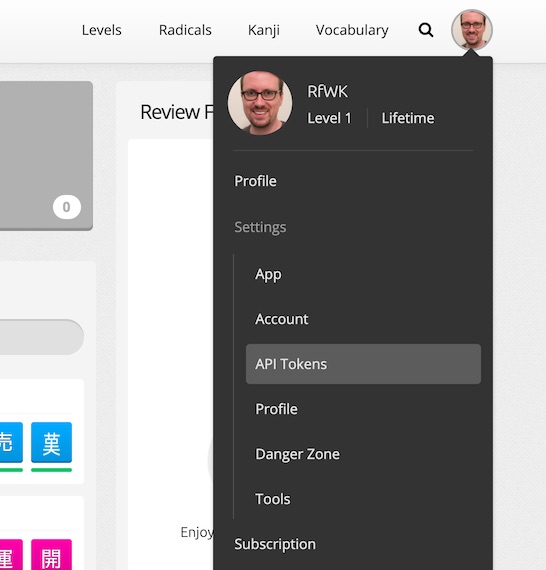 Levels Radicals Kanji Vocabulary
RfWK
Level 1 Lifetime
0
Review F
Profile
Settings
App
Account
API Tokens
Profile
Danger Zone
売 菓
Tools
Enjoy
Subscription
運 開